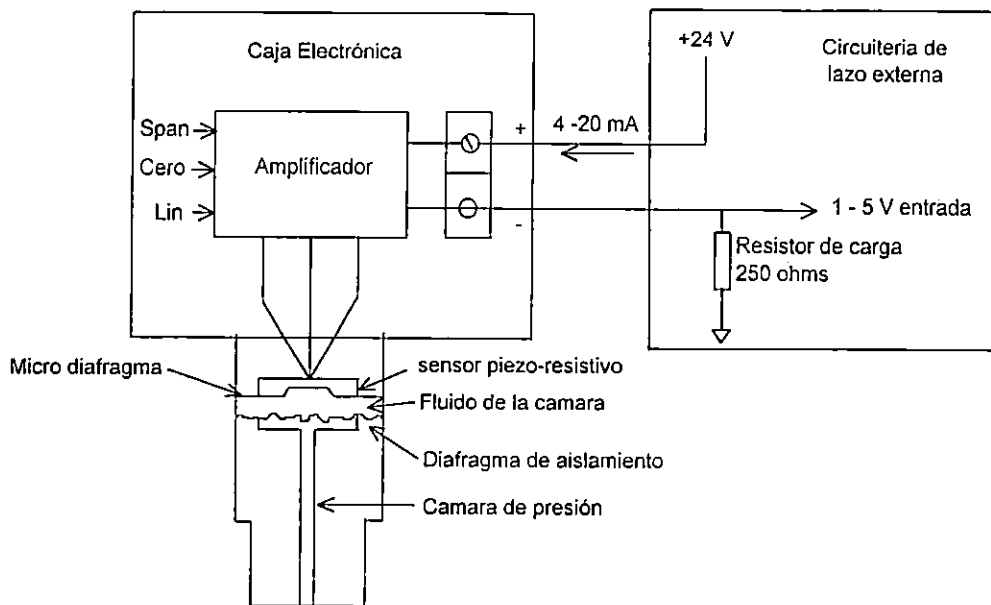 Caja Electrónica
+24 V
Circuiteria de
lazo externa
Span
Cero
Lin
Amplificador
+
4 -20 mA
-
1 - 5 V entrada
Resistor de carga
250 ohms
Micro diafragma
sensor piezo-resistivo
Fluido de la camara
Diafragma de aislamiento
Camara de presión